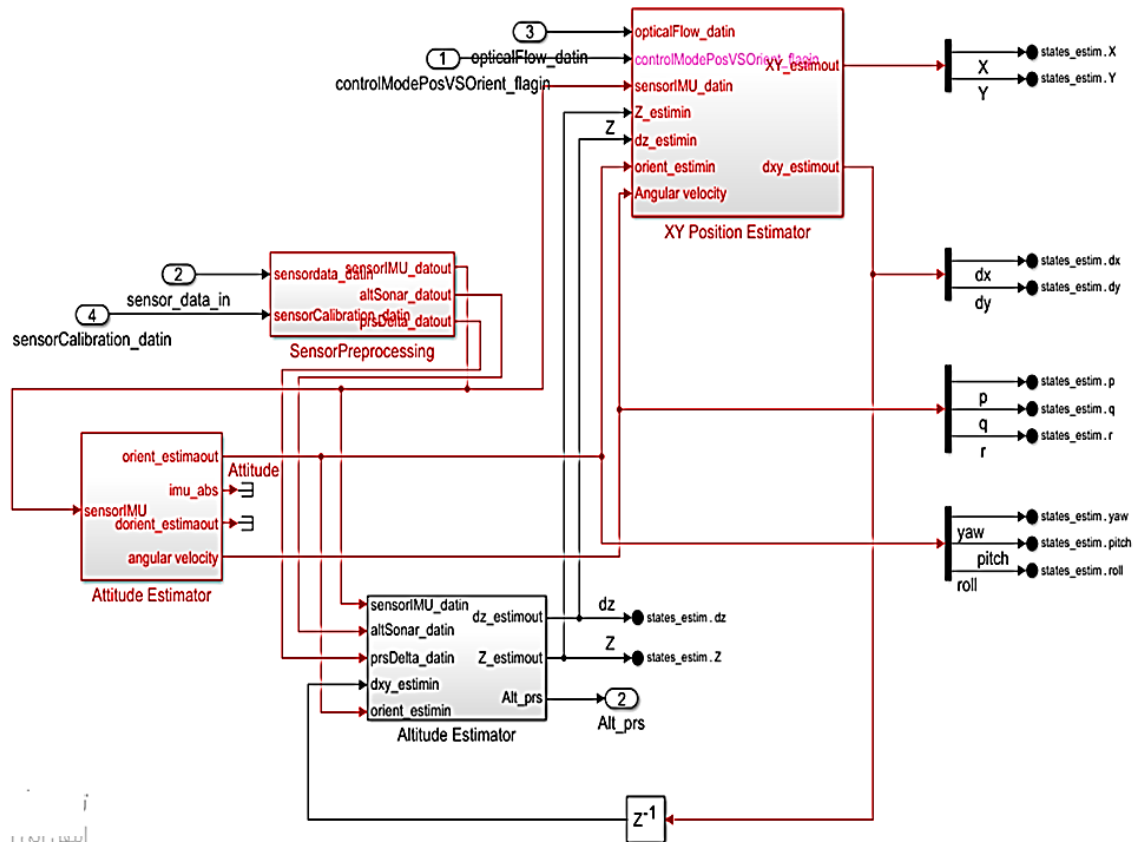 3
opticalFlow_datin
1
controlModePosVSOrient_flagin
opticalFlow_datin
controlModePosVSOrient_flagin
sensorIMU_datin
Z_estimin
dz_estimin
orient_estimin
Angular velocity
XY_estimout
dxy_estimout
XY Position Estimator
Z
X
Y
states_estim.X
states_estim.Y
dx
dy
states_estim.dx
states_estim.dy
p
q
r
states_estim.p
states_estim.q
states_estim.r
yaw
pitch
roll
states_estim.yaw
states_estim.pitch
states_estim.roll
2
sensor_data_in
4
sensorCalibration_datin
sensordata_datin
sensorCalibration_datin
sensorIMU_datout
altSonar_datout
prsDelta_datout
SensorPreprocessing
sensorIMU
orient_estimaout
imu_abs
dorient_estimaout
angular velocity
Attitude
Attitude Estimator
sensorIMU_datin
altSonar_datin
prsDelta_datin
dxy_estimin
orient_estimin
dz_estimout
Z_estimout
Alt_prs
Altitude Estimator
dz
states_estim.dz
Z
states_estim.Z
2
Alt_prs
Z⁻¹